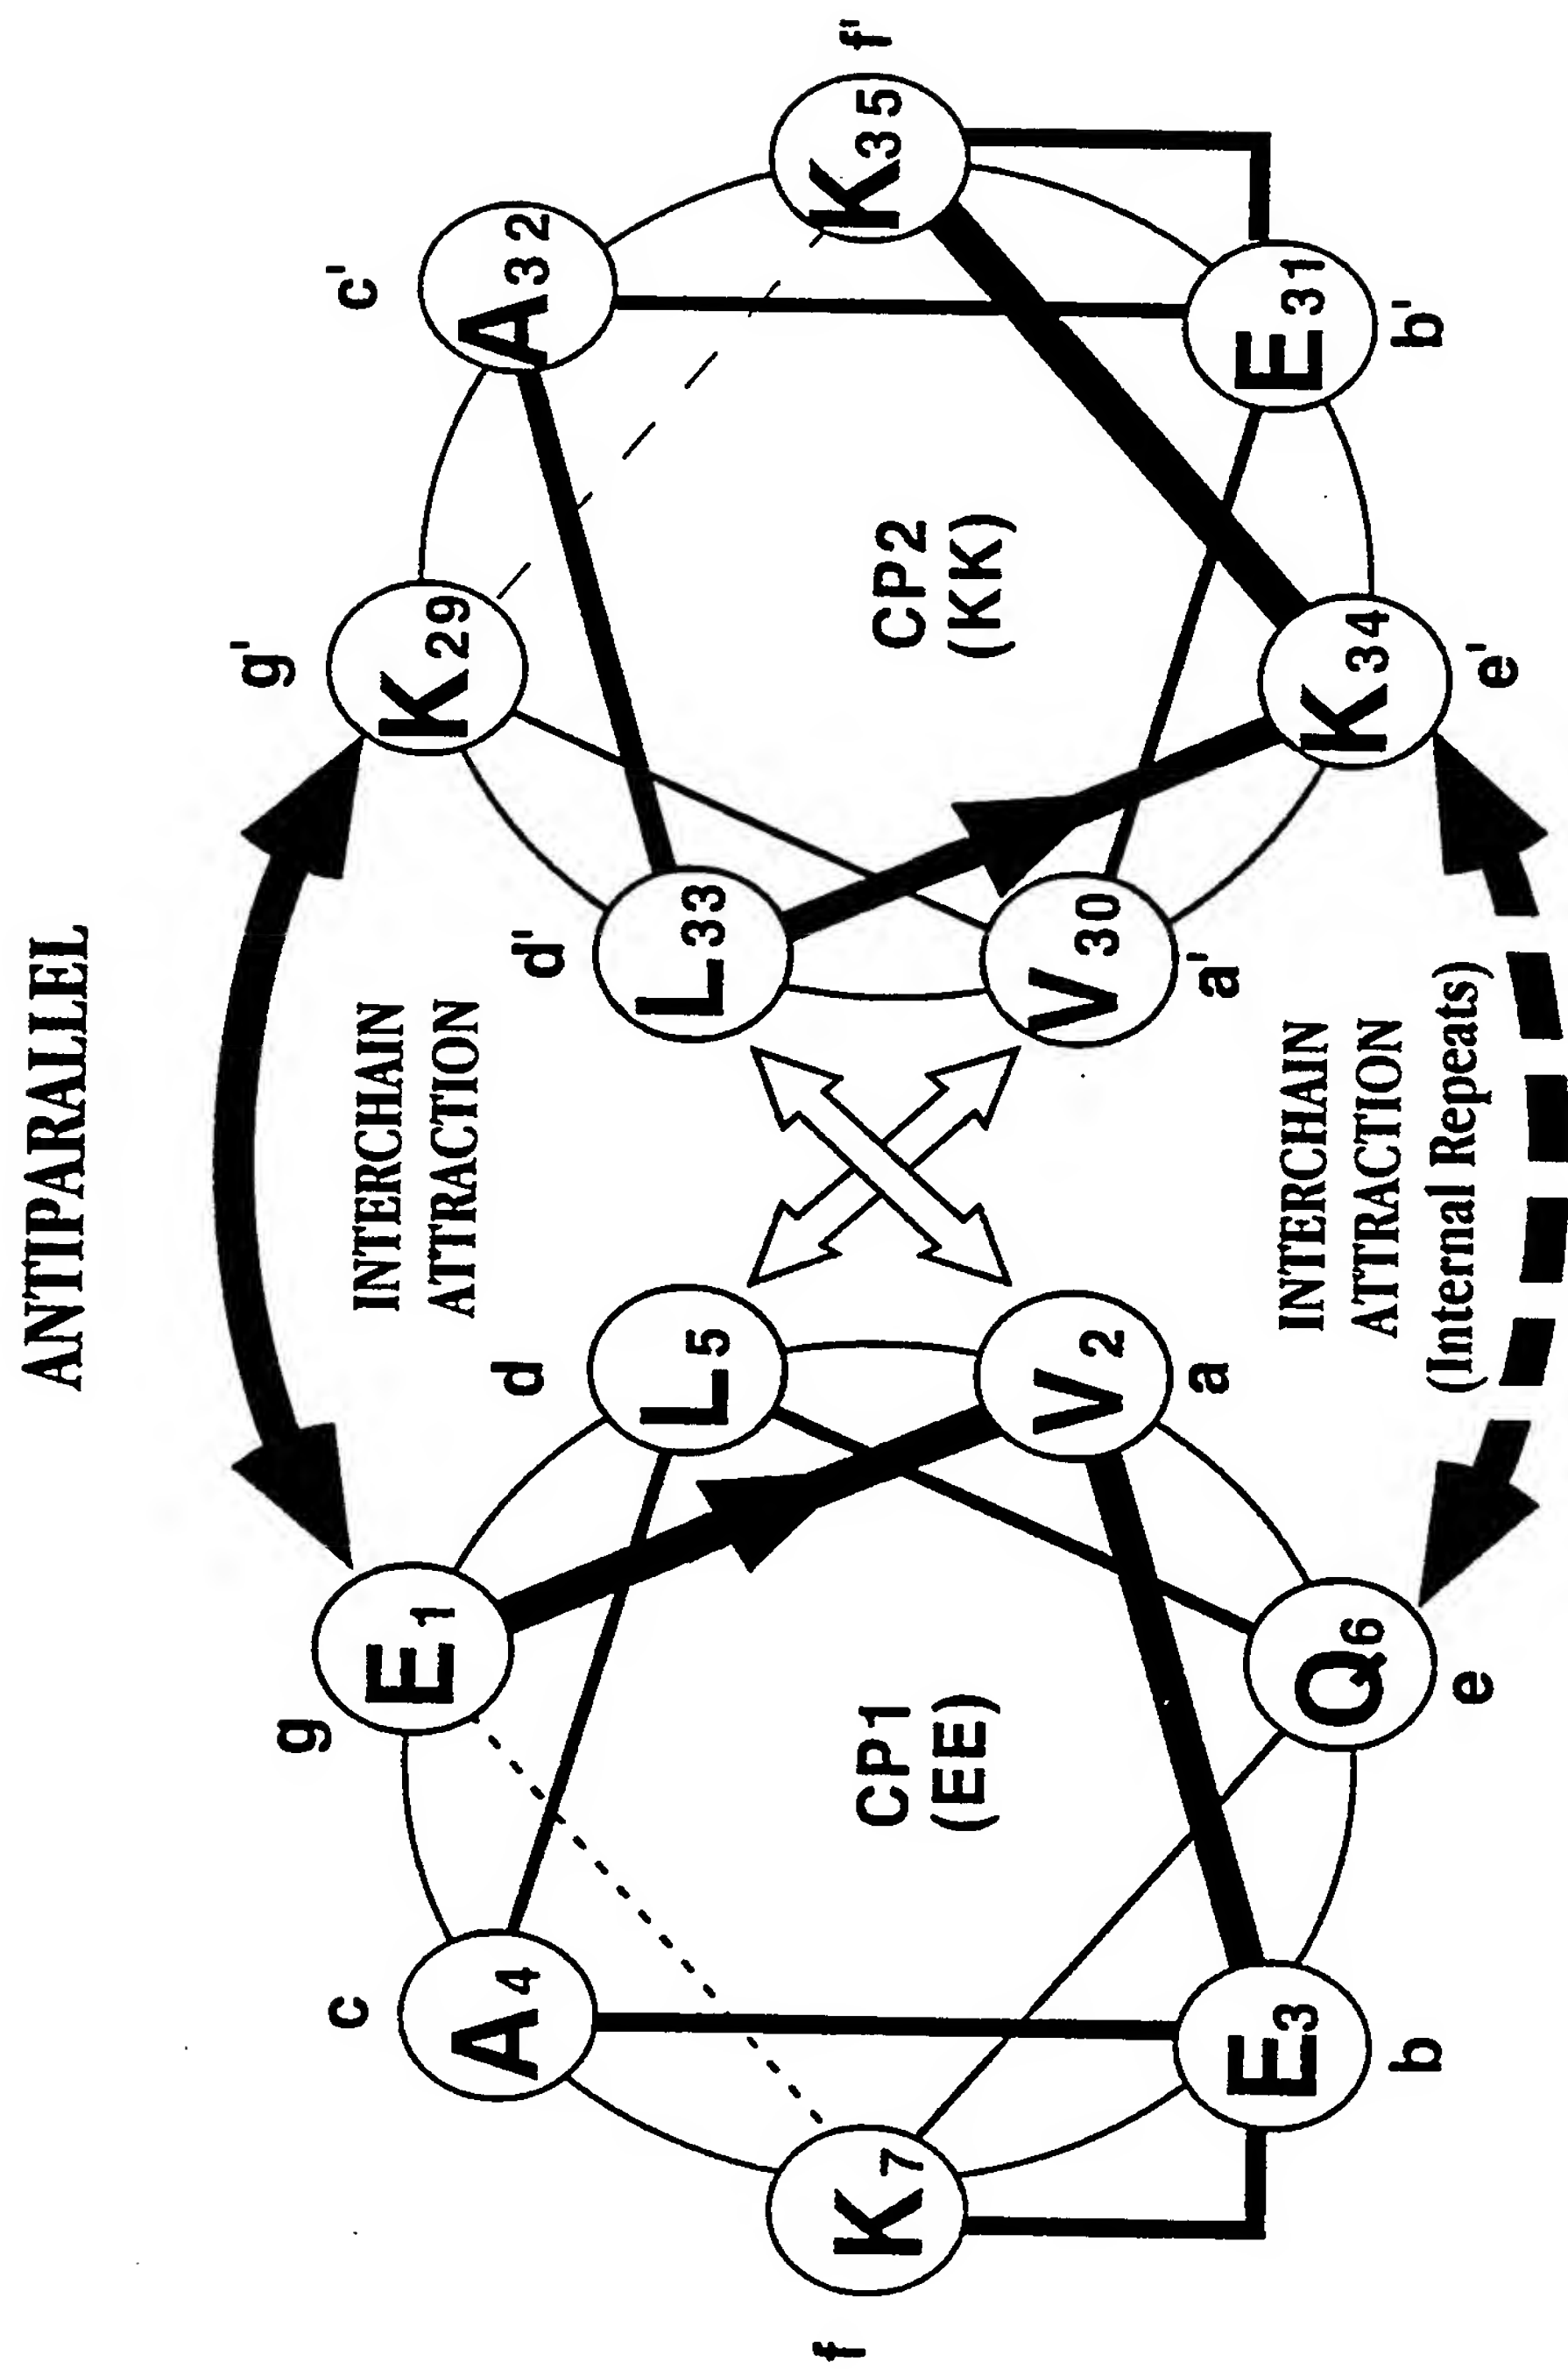 ANTIPARALLEL
INTERCHAIN
ATTRACTION
g
E1
d
L5
c
A4
f
K7
CP1
(EE)
a
V2
b
E3
e
Q6
g'
K29
d'
L33
c'
A32
f'
K35
CP2
(KK)
a'
V30
b'
E31
e'
K34
INTERCHAIN
ATTRACTION
(Internal Repeats)